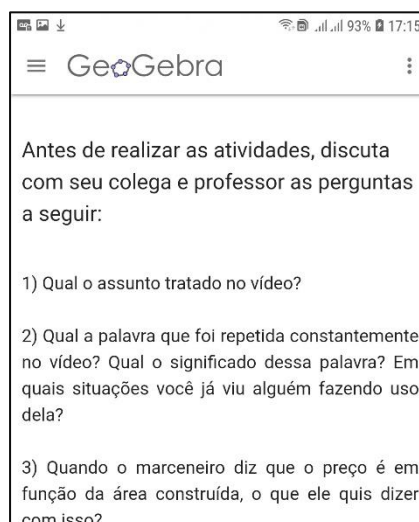 93% 17:15
GeoGebra
Antes de realizar as atividades, discuta
com seu colega e professor as perguntas
a seguir:
1) Qual o assunto tratado no vídeo?
2) Qual a palavra que foi repetida constantemente
no vídeo? Qual o significado dessa palavra? Em
quais situações você já viu alguém fazendo uso
dela?
3) Quando o marceneiro diz que o preço é em
função da área construída, o que ele quis dizer
com isso?